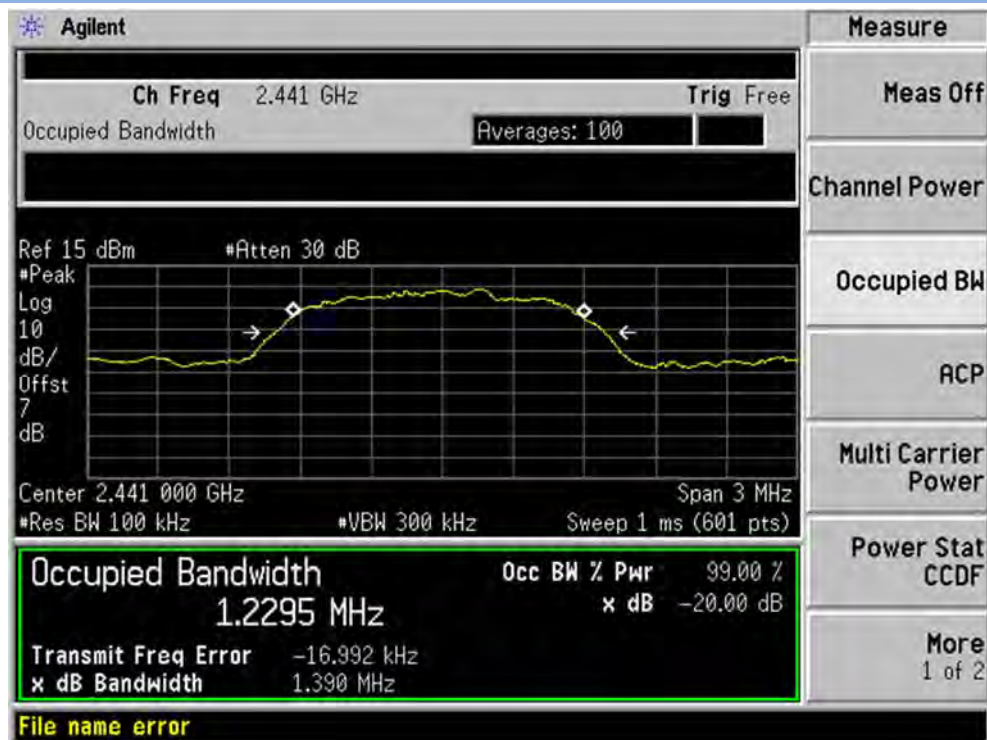 Agilent
Measure
Ch Freq 2.441 GHz Trig Free
Occupied Bandwidth Averages: 100
Ref 15 dBm #Atten 30 dB
#Peak
Log
10
dB/
Offst
7
dB
Center 2.441 000 GHz Span 3 MHz
#Res BW 100 kHz #VBW 300 kHz Sweep 1 ms (601 pts)
Occupied Bandwidth Occ BW % Pwr 99.00 %
1.2295 MHz x dB -20.00 dB
Transmit Freq Error -16.992 kHz
x dB Bandwidth 1.390 MHz
File name error
Meas Off
Channel Power
Occupied BW
ACP
Multi Carrier
Power
Power Stat
CCDF
More
1 of 2